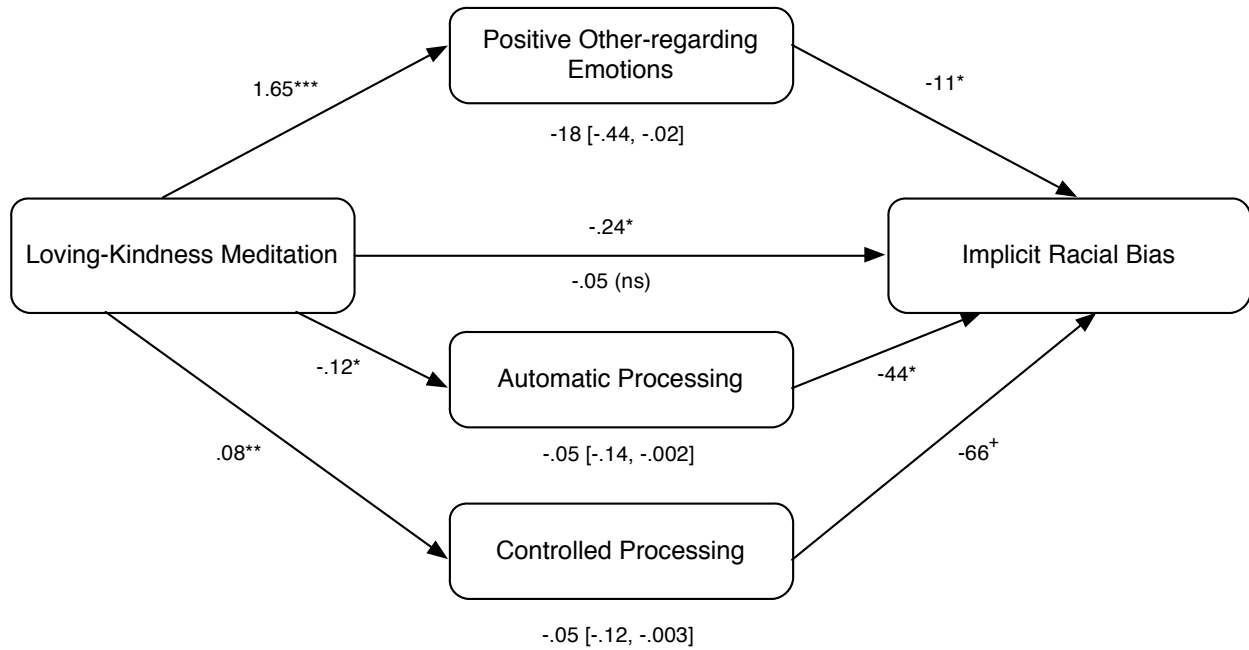 Positive Other-regarding
Emotions
1.65***
-11*
-18 [-.44, -.02]
Loving-Kindness Meditation
-.24*
-.05 (ns)
Implicit Racial Bias
-.12*
Automatic Processing
-44*
-.05 [-.14, -.002]
.08**
-66+
Controlled Processing
-.05 [-.12, -.003]